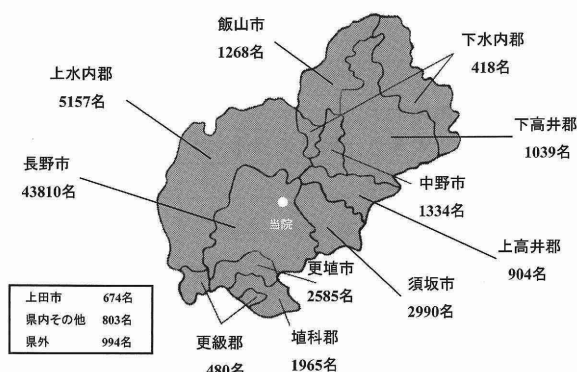 飯山市
1268名
下水内郡
418名
上水内郡
5157名
下高井郡
1039名
長野市
43810名
中野市
1334名
当院
上高井郡
904名
更埴市
2585名
須坂市
2990名
上田市 674名
県内その他 803名
県外 994名
更級郡
480名
埴科郡
1965名